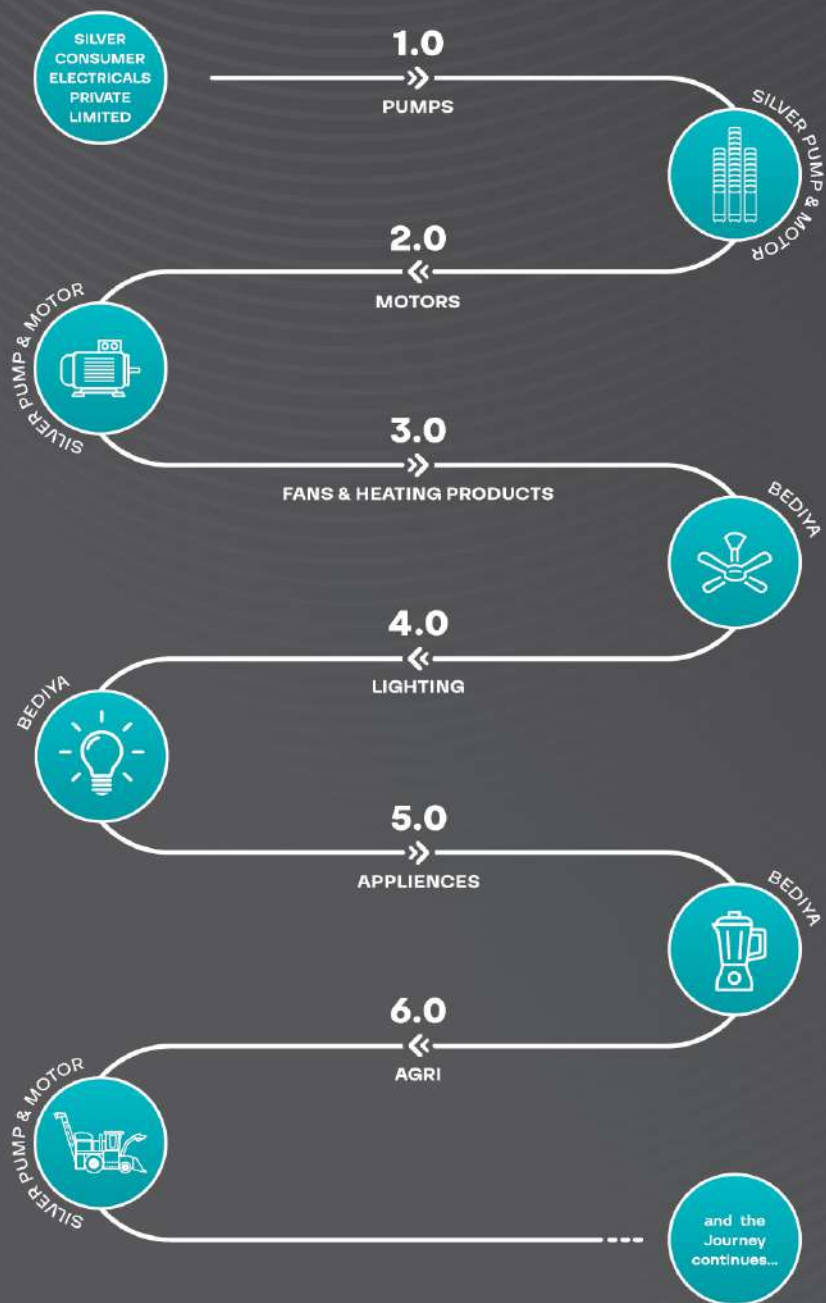 SILVER
CONSUMER
ELECTRICALS
PRIVATE
LIMITED
1.0
PUMPS
SILVER PUMP & MOTOR
2.0
MOTORS
SILVER PUMP & MOTOR
3.0
FANS & HEATING PRODUCTS
BEDIYA
4.0
LIGHTING
BEDIYA
5.0
APPLIENCES
BEDIYA
6.0
AGRI
SILVER PUMP & MOTOR
and the
Journey
continues...